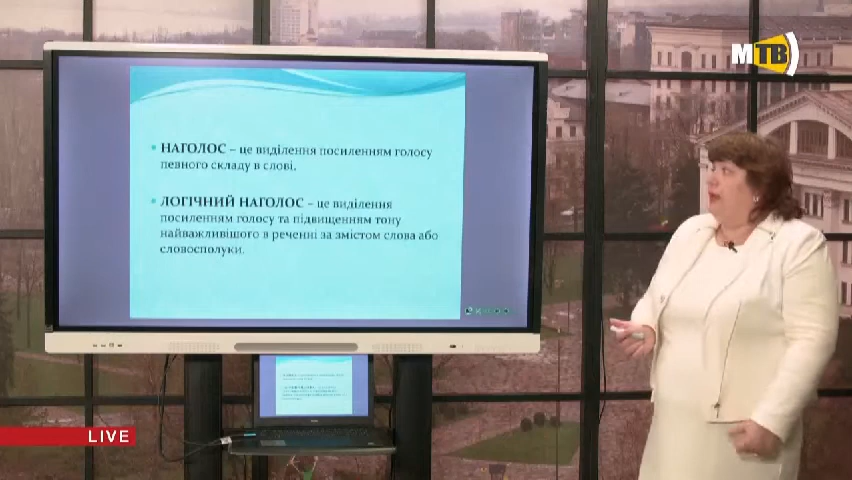 МТВ
НАГОЛОС – це виділення посиленням голосу
певного складу в слові.
ЛОГІЧНИЙ НАГОЛОС – це виділення
посиленням голосу та підвищенням тону
найважливішого в реченні за змістом слова або
словосполуки.
LIVE